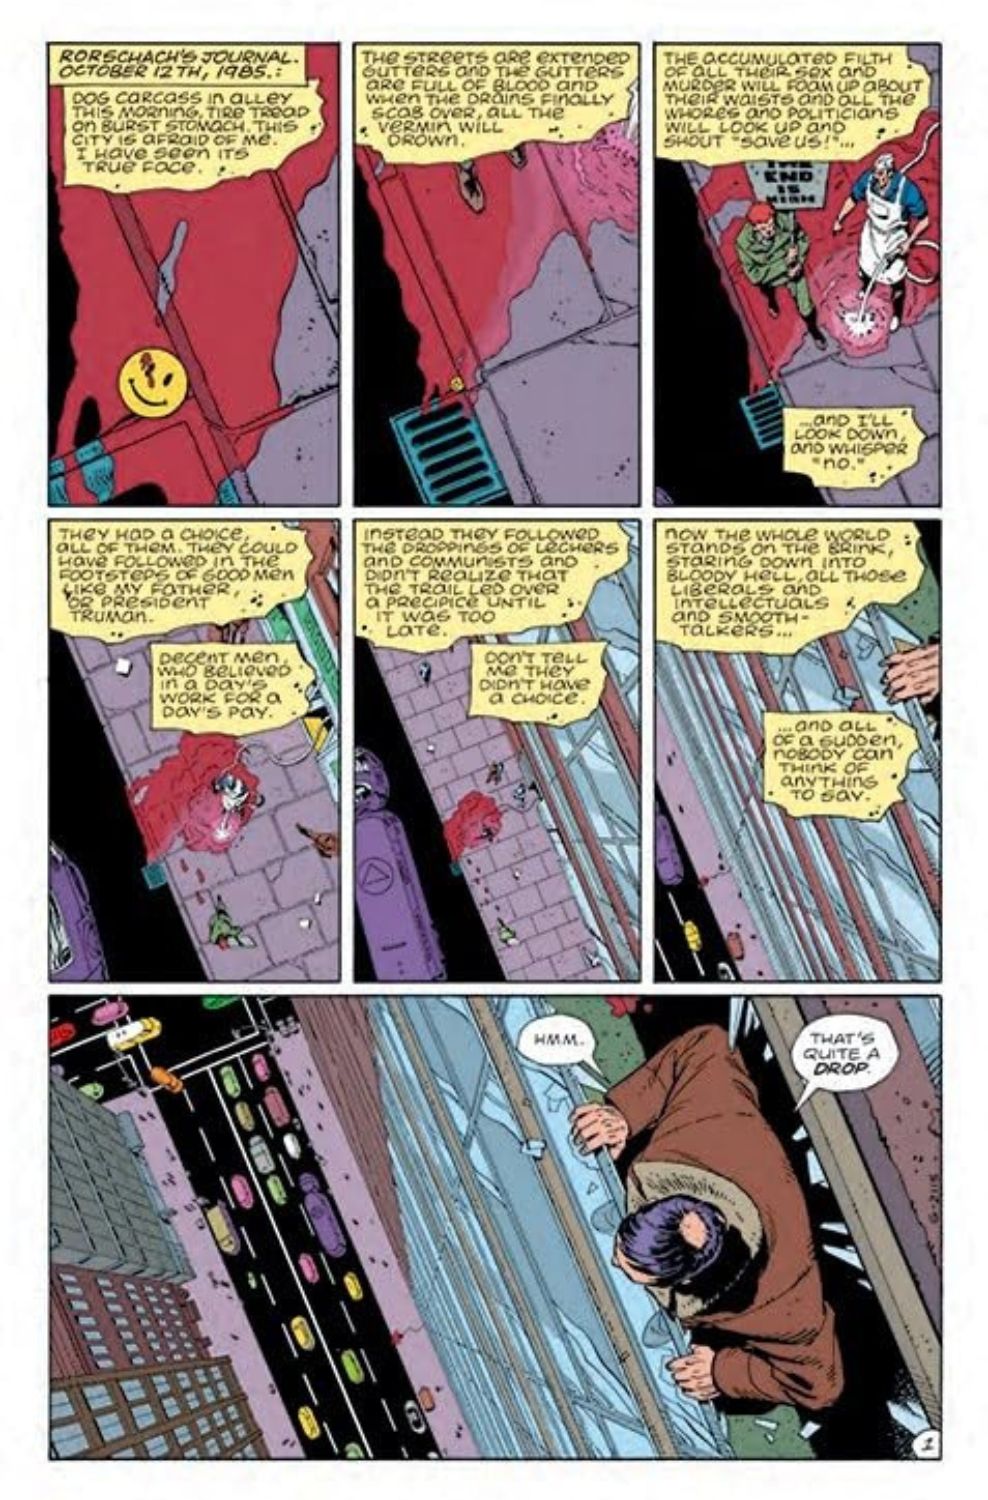 RORSCHACH'S JOURNAL.
OCTOBER 12TH, 1985.:
DOG CARCASS IN ALLEY
THIS MORNING, TIRE TREAD
ON BURST STOMACH. THIS
CITY IS AFRAID OF ME.
I HAVE SEEN ITS
TRUE FACE.
THE STREETS ARE EXTENDED
GUTTERS AND THE GUTTERS
ARE FULL OF BLOOD AND
WHEN THE DRAINS FINALLY
SCAB OVER, ALL THE
VERMIN WILL
DROWN.
THE ACCUMULATED FILTH
OF ALL THEIR SEX AND
MURDER WILL FOAM UP ABOUT
THEIR WAISTS AND ALL THE
WHORES AND POLITICIANS
WILL LOOK UP AND
SHOUT "SAVE US!"...
THE
END
IS
NIGH
...AND I'LL
LOOK DOWN,
AND WHISPER
"NO."
THEY HAD A CHOICE,
ALL OF THEM. THEY COULD
HAVE FOLLOWED IN THE
FOOTSTEPS OF GOOD MEN
LIKE MY FATHER,
OR PRESIDENT
TRUMAN.
DECENT MEN,
WHO BELIEVED
IN A DAY'S
WORK FOR A
DAY'S PAY.
INSTEAD THEY FOLLOWED
THE DROPPINGS OF LECHERS
AND COMMUNISTS AND
DIDN'T REALIZE THAT
THE TRAIL LED OVER
A PRECIPICE UNTIL
IT WAS TOO
LATE.
DON'T TELL
ME THEY
DIDN'T HAVE
A CHOICE.
NOW THE WHOLE WORLD
STANDS ON THE BRINK,
STARING DOWN INTO
BLOODY HELL, ALL THOSE
LIBERALS AND
INTELLECTUALS
AND SMOOTH-
TALKERS...
...AND ALL
OF A SUDDEN,
NOBODY CAN
THINK OF
ANYTHING
TO SAY.
HMM.
THAT'S
QUITE A
DROP.
G-2115
1